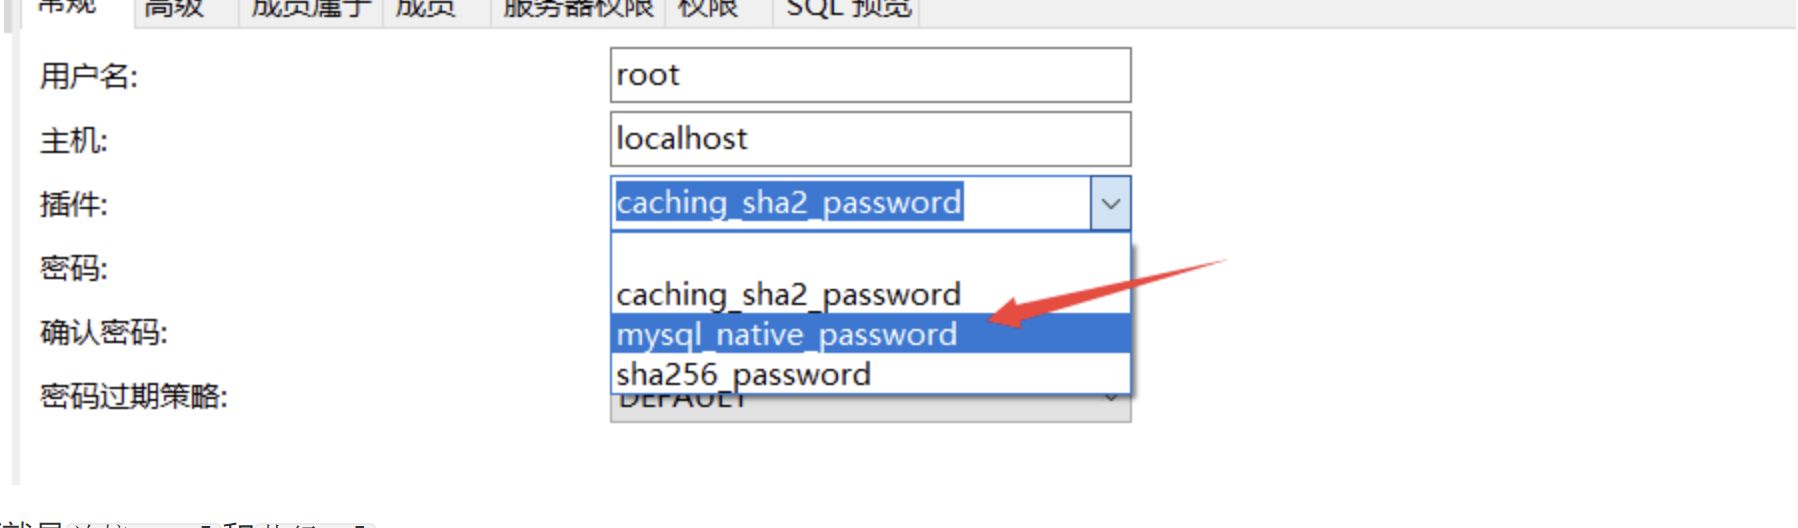 常规 高级 成员属于 成员 服务器权限 权限 SQL 预览
用户名: root
主机: localhost
插件: caching_sha2_password
密码:
caching_sha2_password
确认密码: mysql_native_password
sha256_password
密码过期策略: DEFAULT